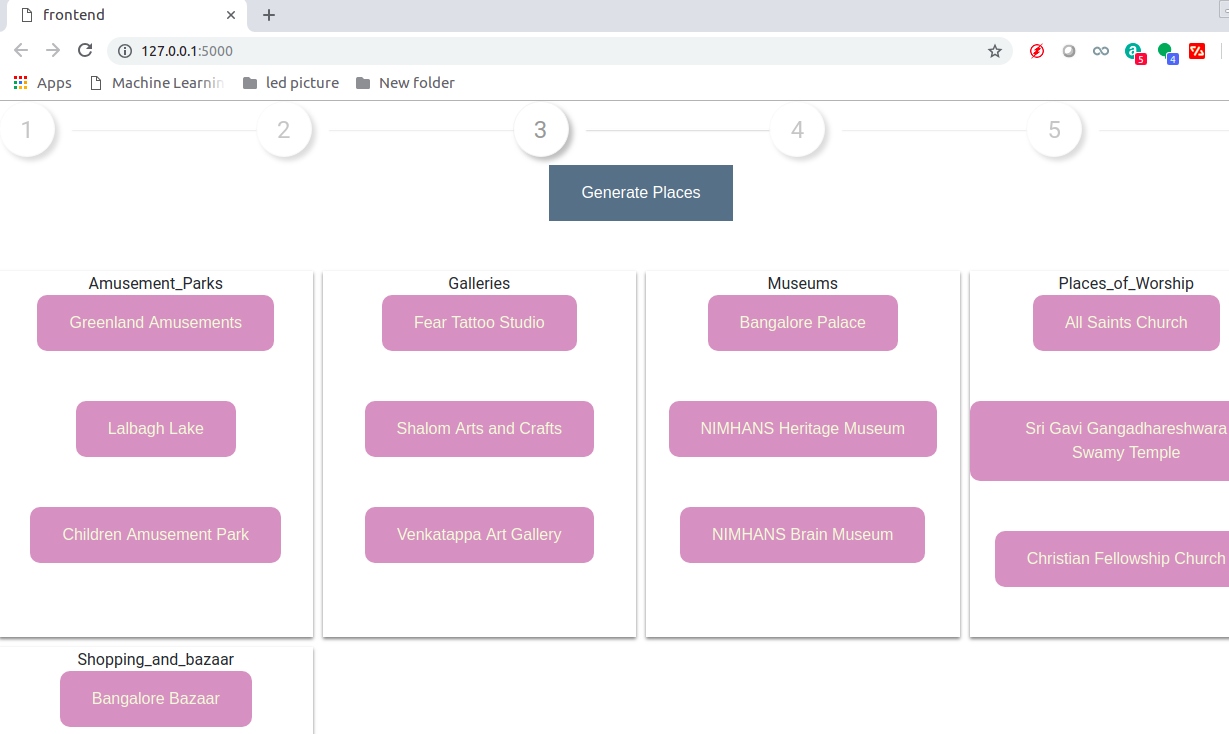 frontend
127.0.0.1:5000
5
4
Apps
Machine Learnin
led picture
New folder
1
2
3
4
5
Generate Places
Amusement_Parks
Greenland Amusements
Lalbagh Lake
Children Amusement Park
Galleries
Fear Tattoo Studio
Shalom Arts and Crafts
Venkatappa Art Gallery
Museums
Bangalore Palace
NIMHANS Heritage Museum
NIMHANS Brain Museum
Places_of_Worship
All Saints Church
Sri Gavi Gangadhareshwara
Swamy Temple
Christian Fellowship Church
Shopping_and_bazaar
Bangalore Bazaar